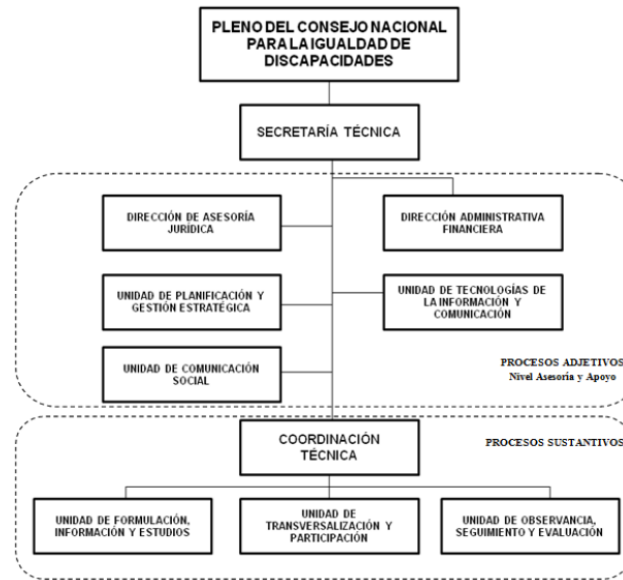 PLENO DEL CONSEJO NACIONAL
PARA LA IGUALDAD DE
DISCAPACIDADES
SECRETARÍA TÉCNICA
DIRECCIÓN DE ASESORÍA
JURÍDICA
DIRECCIÓN ADMINISTRATIVA
FINANCIERA
UNIDAD DE PLANIFICACIÓN Y
GESTIÓN ESTRATÉGICA
UNIDAD DE TECNOLOGÍAS DE
LA INFORMACIÓN Y
COMUNICACIÓN
UNIDAD DE COMUNICACIÓN
SOCIAL
PROCESOS ADJETIVOS
Nivel Asesoría y Apoyo
COORDINACIÓN
TÉCNICA
PROCESOS SUSTANTIVOS
UNIDAD DE FORMULACIÓN,
INFORMACIÓN Y ESTUDIOS
UNIDAD DE
TRANSVERSALIZACIÓN Y
PARTICIPACIÓN
UNIDAD DE OBSERVANCIA,
SEGUIMIENTO Y EVALUACIÓN